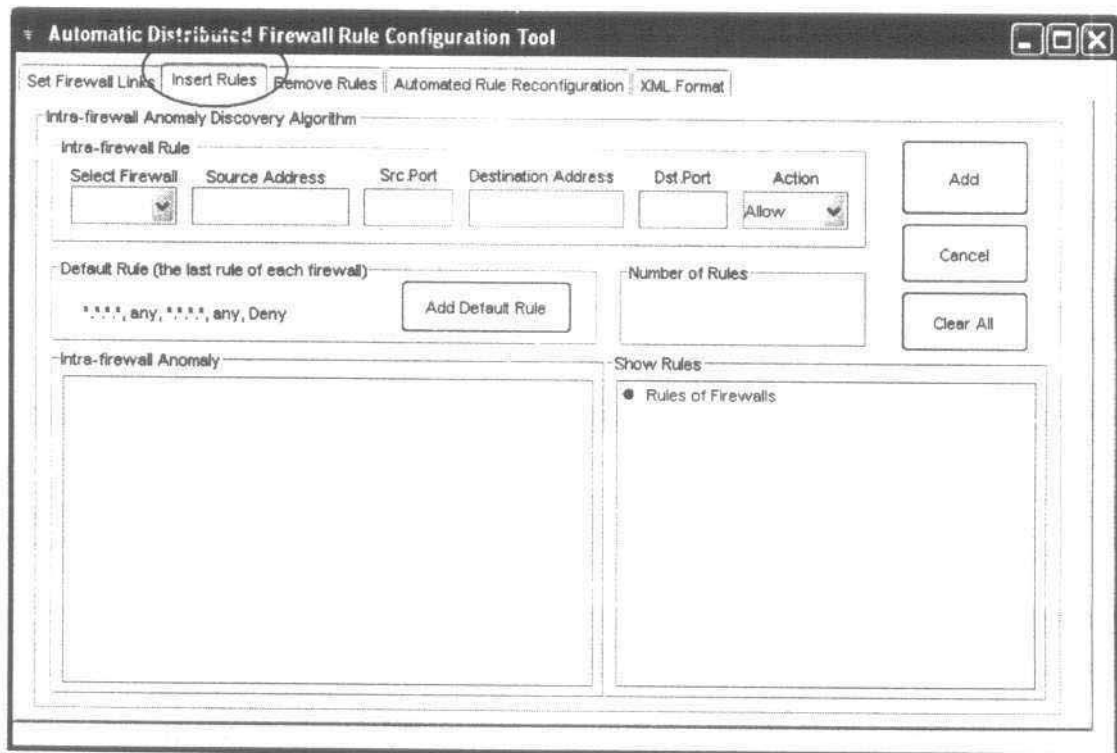 Automatic Distributed Firewall Rule Configuration Tool
Set Firewall Links Insert Rules Remove Rules Automated Rule Reconfiguration XML Format
Intra-firewall Anomaly Discovery Algorithm
Intra-firewall Rule
Select Firewall Source Address Src.Port Destination Address Dst.Port Action
Allow
Add
Cancel
Clear All
Default Rule (the last rule of each firewall)
*.*.*.*, any, *.*.*.*, any, Deny
Add Default Rule
Number of Rules
Intra-firewall Anomaly
Show Rules
Rules of Firewalls